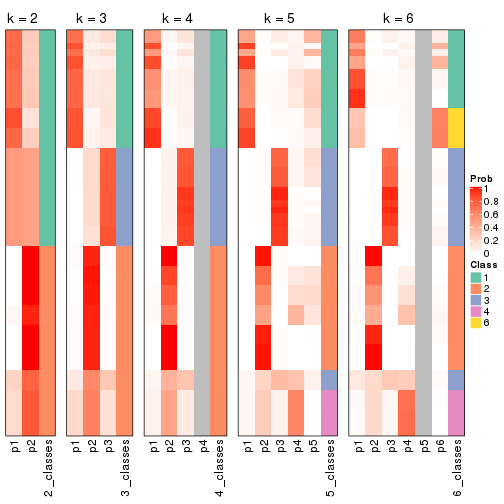 k = 2 k = 3 k = 4 k = 5 k = 6
Prob
1
0.8
0.6
0.4
0.2
0
Class
1
2
3
4
6
p1 p2 2_classes p1 p2 p3 3_classes p1 p2 p3 p4 4_classes p1 p2 p3 p4 p5 5_classes p1 p2 p3 p4 p5 p6 6_classes